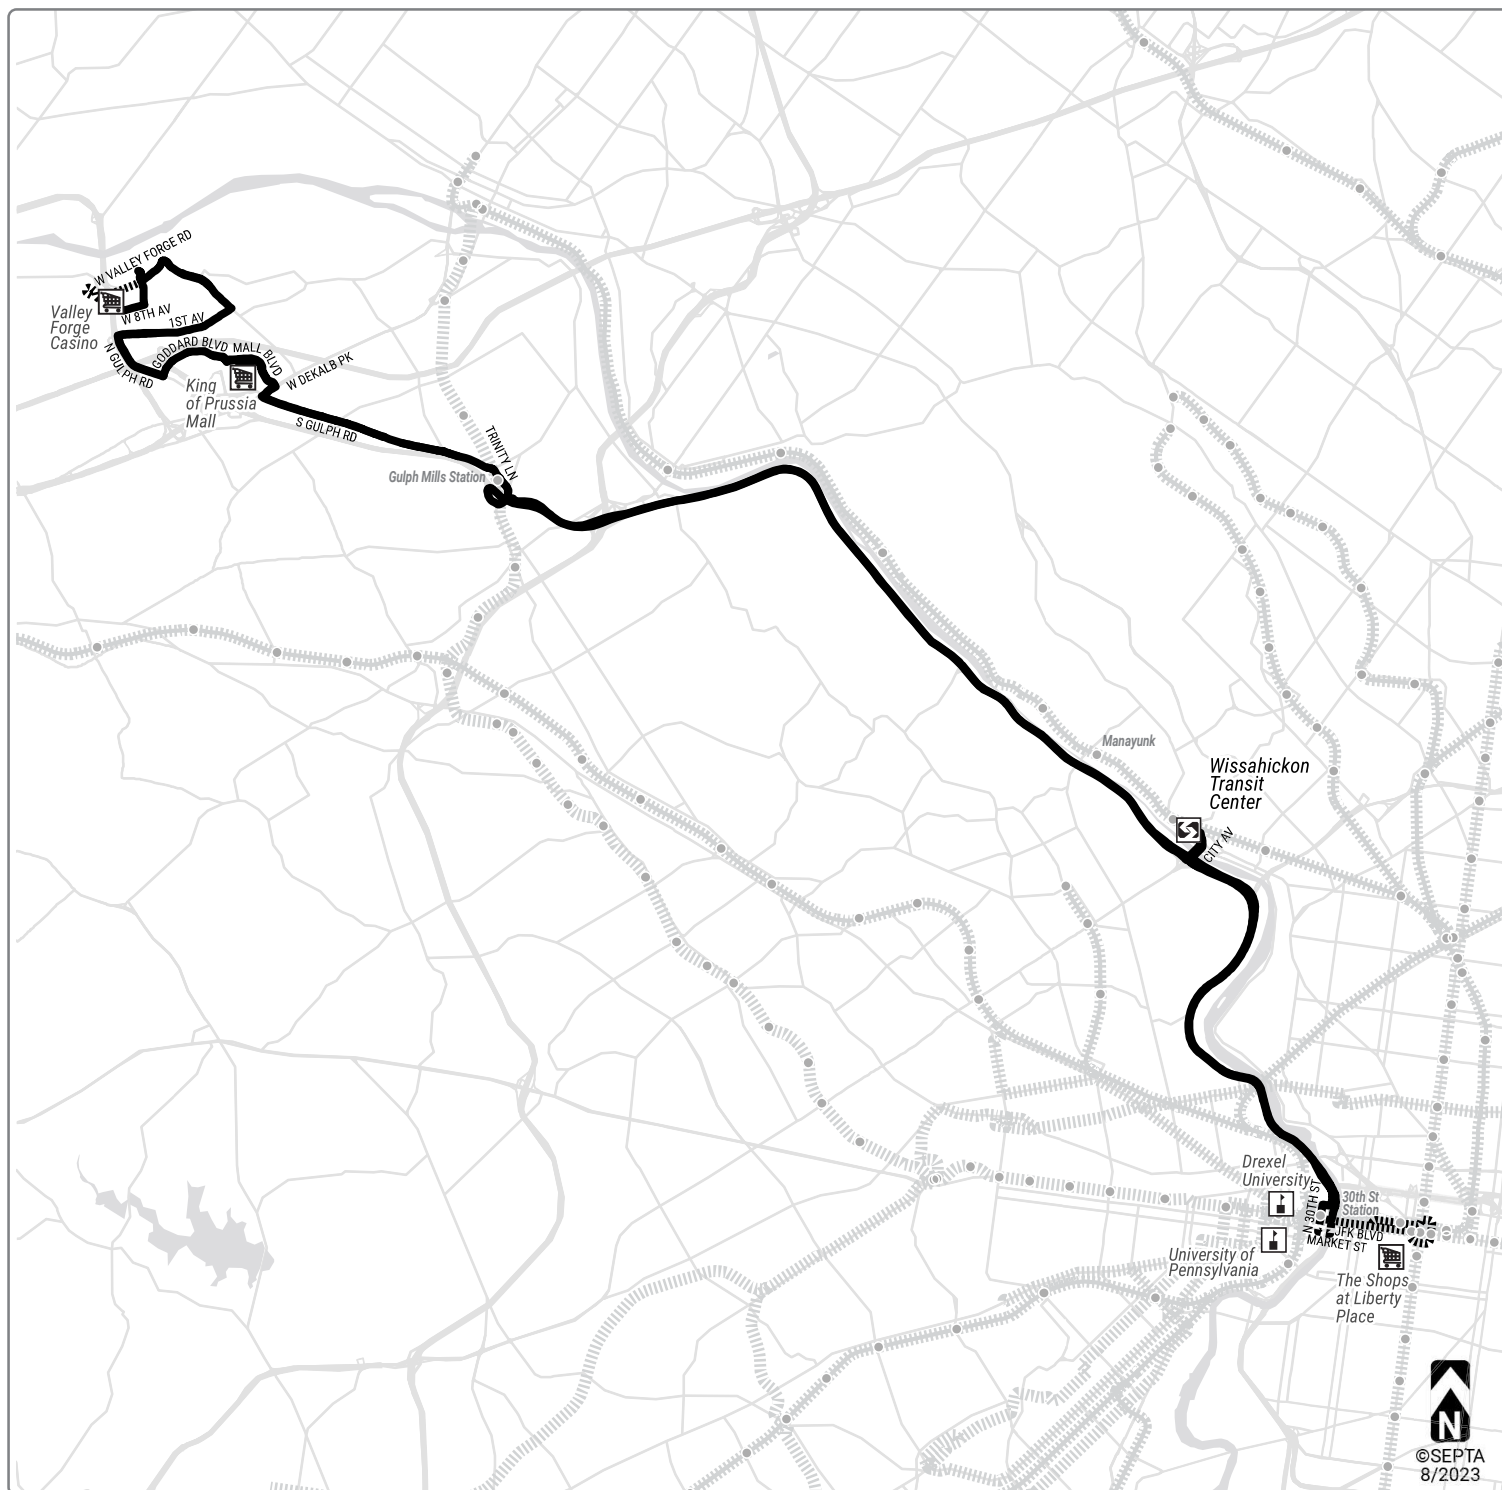 W VALLEY FORGE RD
Valley
Forge
Casino
W 8TH AV
1ST AV
N GULPH RD
GODDARD BLVD
MALL BLVD
W DEKALB PK
King
of Prussia
Mall
S GULPH RD
TRINITY LN
Gulph Mills Station
Manayunk
Wissahickon
Transit
Center
CITY AV
Drexel
University
N 30TH ST
30th St
Station
JFK BLVD
MARKET ST
University of
Pennsylvania
The Shops
at Liberty
Place
N
©SEPTA
8/2023